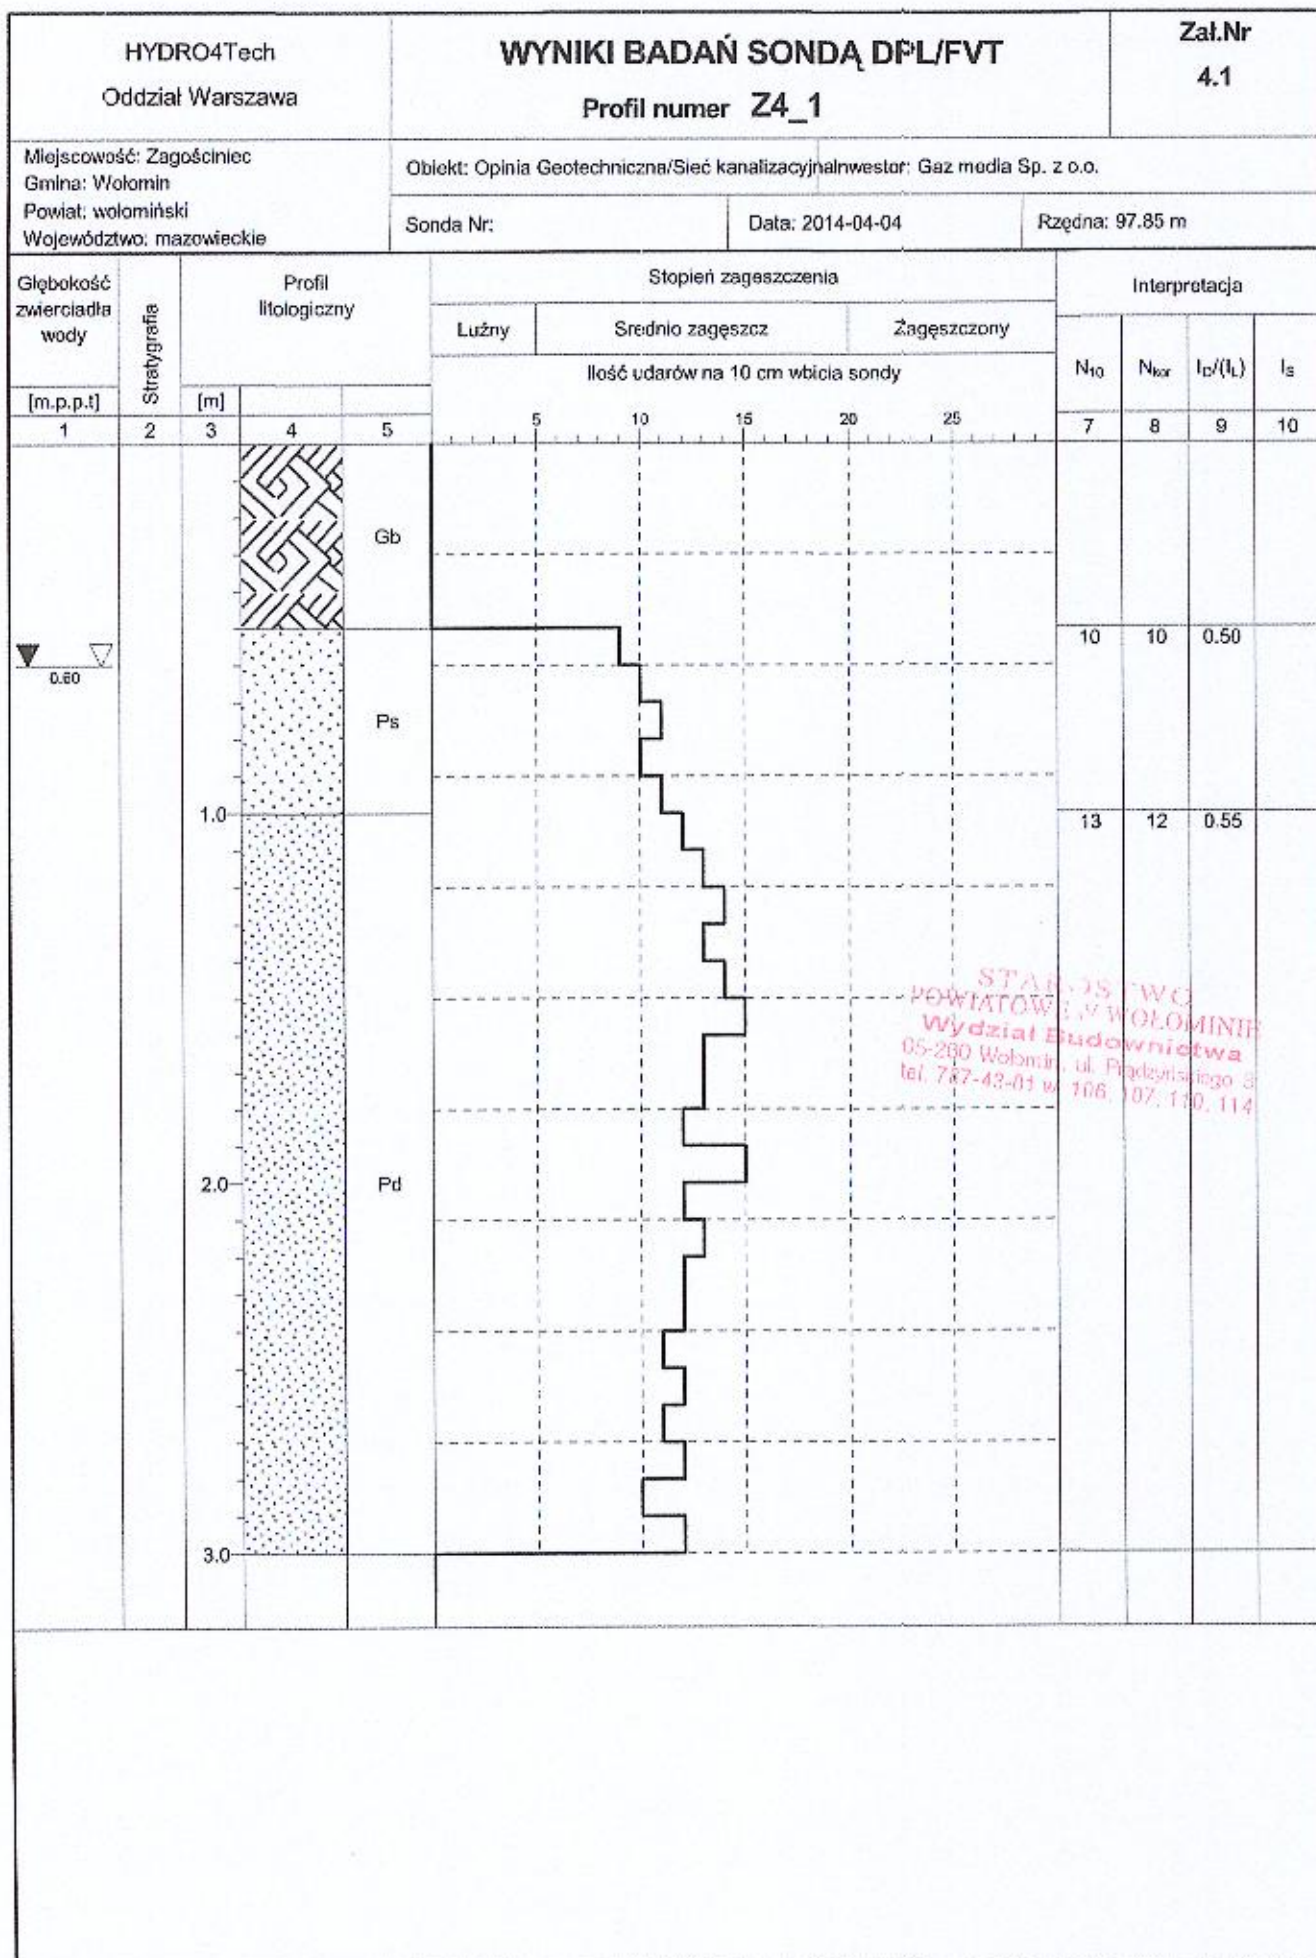 HYDRO4Tech
Oddział Warszawa
WYNIKI BADAŃ SONDĄ DPL/FVT
Profil numer Z4_1
Zał.Nr
4.1
Miejscowość: Zagościniec
Gmina: Wołomin
Powiat: wołomiński
Województwo: mazowieckie
Obiekt: Opinia Geotechniczna/Sieć kanalizacyjnaInwestor: Gaz media Sp. z o.o.
Sonda Nr:
Data: 2014-04-04
Rzędna: 97.85 m
Głębokość
zwierciadła
wody
[m.p.p.t]
Stratygrafia
Profil
litologiczny
[m]
Stopień zagęszczenia
Luźny
Średnio zagęszcz
Zagęszczony
Ilość udarów na 10 cm wbicia sondy
5 10 15 20 25
Interpretacja
N10 Nkor ID/(IL) IS
1 2 3 4 5 7 8 9 10
Gb
10 10 0.50
0.60
Ps
1.0
13 12 0.55
STAROSTWO
POWIATOWE W WOŁOMINIE
Wydział Budownictwa
05-200 Wołomin, ul. Prądzyńskiego 3
tel. 787-43-01 w. 106, 107, 110, 114
2.0
Pd
3.0